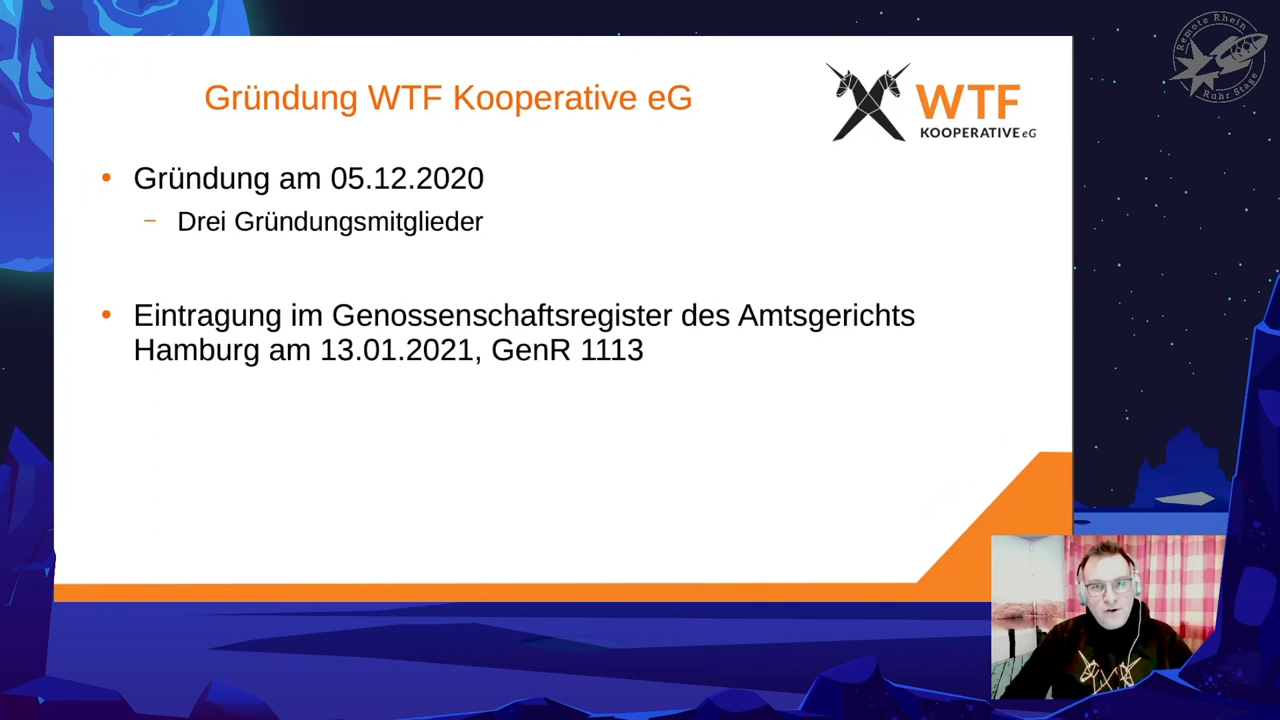 Remote Rhein
Ruhr Stage
Gründung WTF Kooperative eG
WTF
KOOPERATIVE eG
• Gründung am 05.12.2020
– Drei Gründungsmitglieder
• Eintragung im Genossenschaftsregister des Amtsgerichts
Hamburg am 13.01.2021, GenR 1113